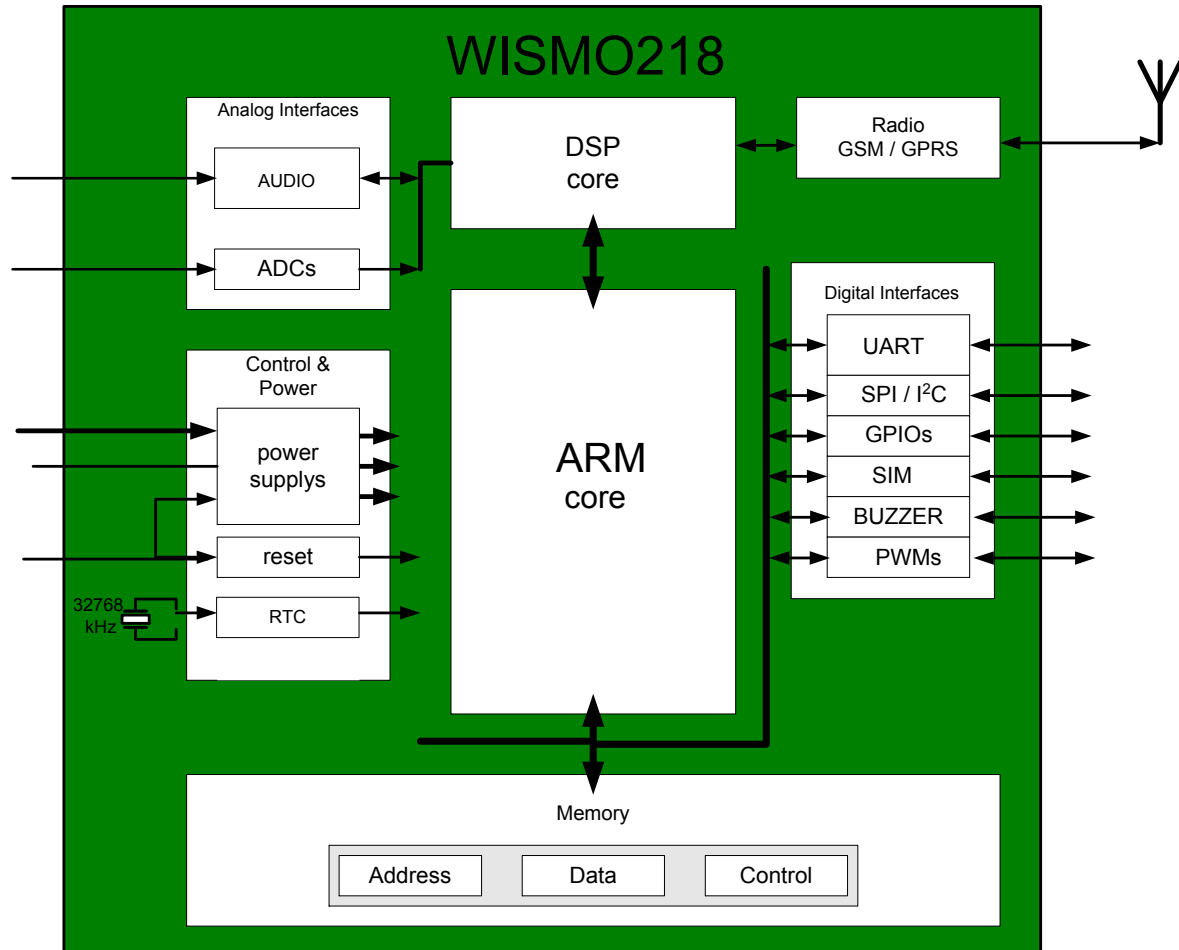 WISMO218
Analog Interfaces
AUDIO
ADCs
DSP
core
Radio
GSM / GPRS
Control &
Power
power
supplys
reset
RTC
32768
kHz
ARM
core
Digital Interfaces
UART
SPI / I²C
GPIOs
SIM
BUZZER
PWMs
Memory
Address
Data
Control